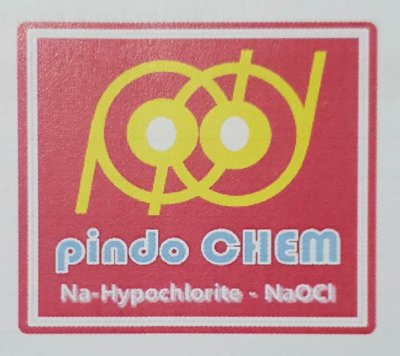 pindo CHEM
Na-Hypochlorite - NaOCl